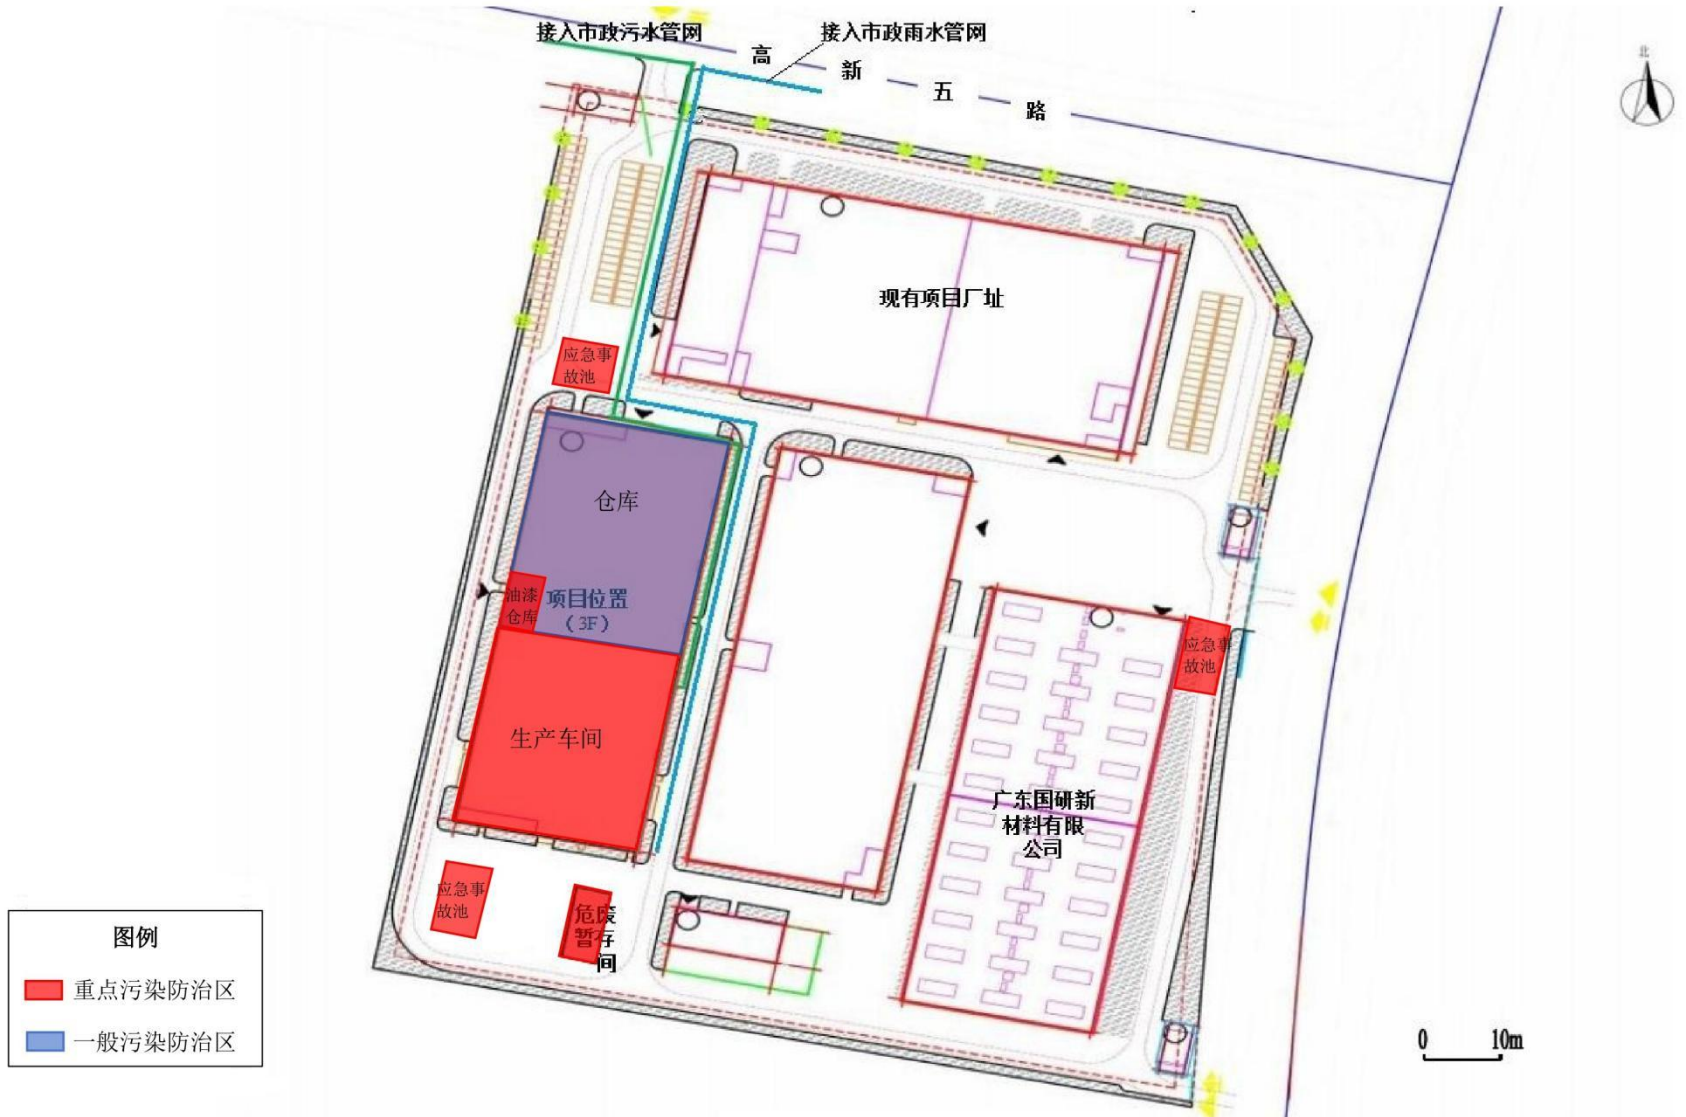 接入市政污水管网
接入市政雨水管网
高新五路
北
现有项目厂址
应急事
故池
仓库
油漆
仓库
项目位置
（3F）
应急事
故池
生产车间
广东国研新
材料有限
公司
应急事
故池
危废
暂存
间
图例
重点污染防治区
一般污染防治区
0 10m